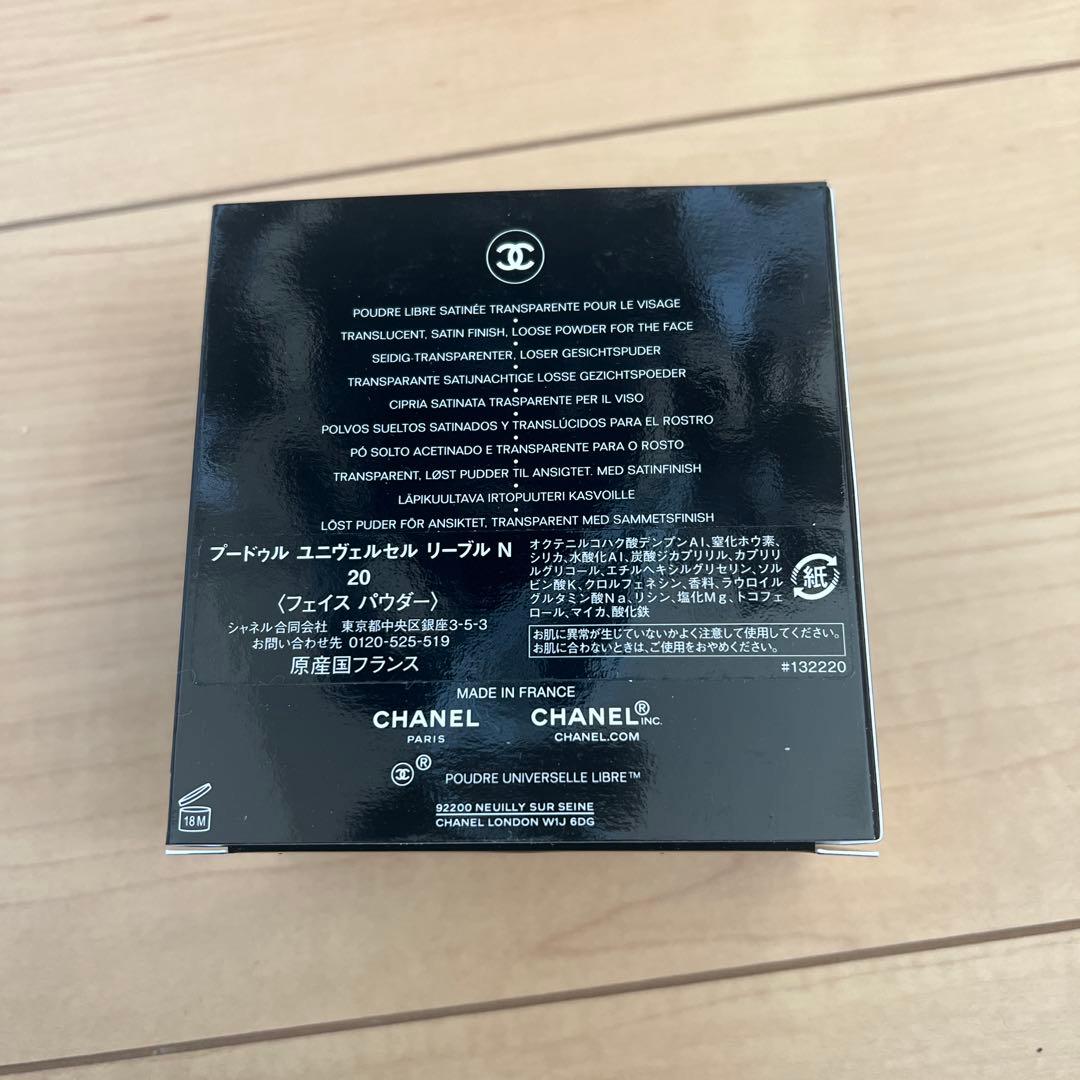 POUDRE LIBRE SATINÉE TRANSPARENTE POUR LE VISAGE
TRANSLUCENT, SATIN FINISH, LOOSE POWDER FOR THE FACE
SEIDIG-TRANSPARENTER, LOSER GESICHTSPUDER
TRANSPARANTE SATIJNACHTIGE LOSSE GEZICHTSPOEDER
CIPRIA SATINATA TRASPARENTE PER IL VISO
POLVOS SUELTOS SATINADOS Y TRANSLÚCIDOS PARA EL ROSTRO
PÓ SOLTO ACETINADO E TRANSPARENTE PARA O ROSTO
TRANSPARENT, LØST PUDDER TIL ANSIGTET. MED SATINFINISH
LÄPIKUULTAVA IRTOPUUTERI KASVOILLE
LÖST PUDER FÖR ANSIKTET, TRANSPARENT MED SAMMETSFINISH
プードゥル ユニヴェルセル リーブル N
20
〈フェイス パウダー〉
シャネル合同会社 東京都中央区銀座3-5-3
お問い合わせ先 0120-525-519
原産国フランス
オクテニルコハク酸デンプンAl、窒化ホウ素、
シリカ、水酸化Al、炭酸ジカプリリル、カプリリ
ルグリコール、エチルヘキシルグリセリン、ソル
ビン酸K、クロルフェネシン、香料、ラウロイル
グルタミン酸Na、リシン、塩化Mg、トコフェ
ロール、マイカ、酸化鉄
紙
お肌に異常が生じていないかよく注意して使用してください。
お肌に合わないときは、ご使用をおやめください。
#132220
MADE IN FRANCE
CHANEL
PARIS
CHANEL® INC.
CHANEL.COM
®
POUDRE UNIVERSELLE LIBRE™
92200 NEUILLY SUR SEINE
CHANEL LONDON W1J 6DG
18M